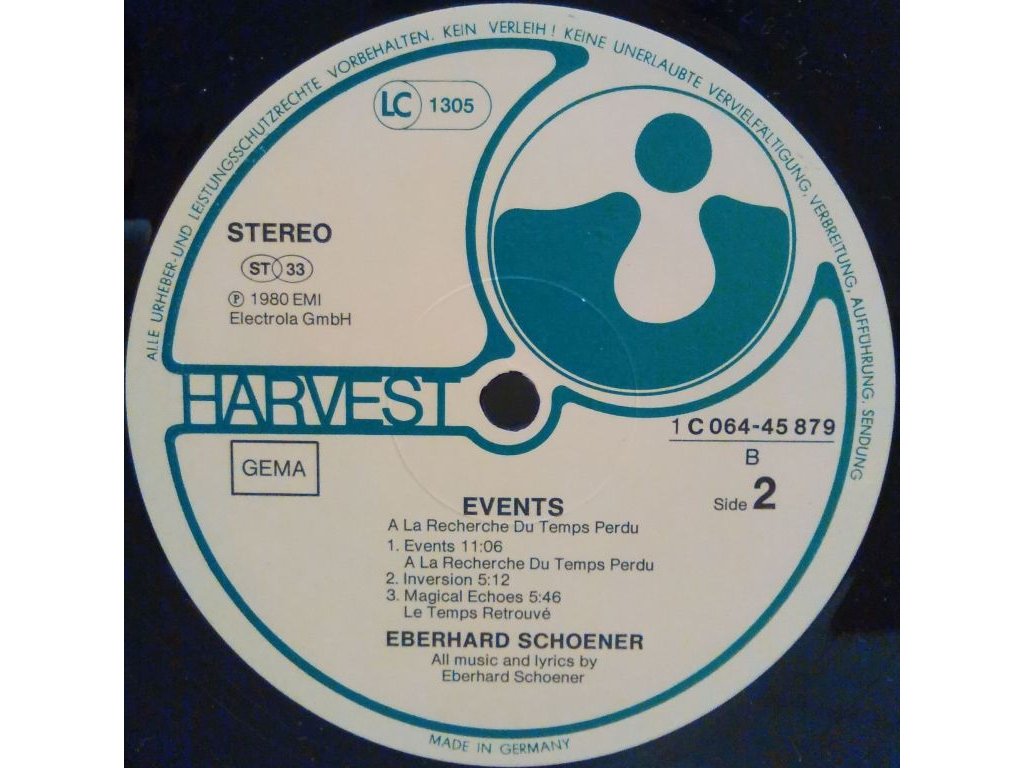 ALLE URHEBER- UND LEISTUNGSSCHUTZRECHTE VORBEHALTEN. KEIN VERLEIH! KEINE UNERLAUBTE VERVIELFÄLTIGUNG, VERBREITUNG, AUFFÜHRUNG, SENDUNG
LC 1305
STEREO
ST 33
℗ 1980 EMI
Electrola GmbH
HARVEST
1 C 064-45 879
GEMA
B
Side 2
EVENTS
A La Recherche Du Temps Perdu
1. Events 11:06
A La Recherche Du Temps Perdu
2. Inversion 5:12
3. Magical Echoes 5:46
Le Temps Retrouvé
EBERHARD SCHOENER
All music and lyrics by
Eberhard Schoener
MADE IN GERMANY